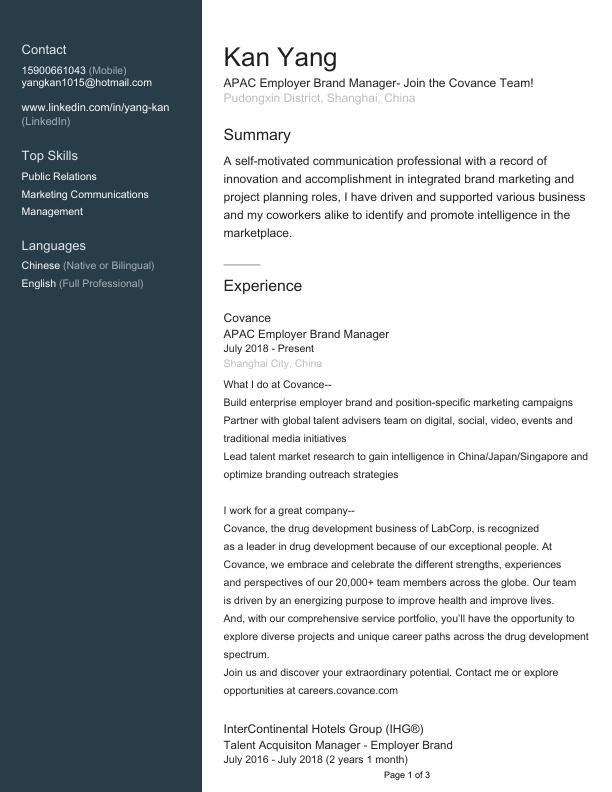 Contact
15900661043 (Mobile)
yangkan1015@hotmail.com
www.linkedin.com/in/yang-kan
(LinkedIn)
Top Skills
Public Relations
Marketing Communications
Management
Languages
Chinese (Native or Bilingual)
English (Full Professional)
Kan Yang
APAC Employer Brand Manager- Join the Covance Team!
Pudongxin District, Shanghai, China
Summary
A self-motivated communication professional with a record of
innovation and accomplishment in integrated brand marketing and
project planning roles, I have driven and supported various business
and my coworkers alike to identify and promote intelligence in the
marketplace.
Experience
Covance
APAC Employer Brand Manager
July 2018 - Present
Shanghai City, China
What I do at Covance--
Build enterprise employer brand and position-specific marketing campaigns
Partner with global talent advisers team on digital, social, video, events and
traditional media initiatives
Lead talent market research to gain intelligence in China/Japan/Singapore and
optimize branding outreach strategies
I work for a great company--
Covance, the drug development business of LabCorp, is recognized
as a leader in drug development because of our exceptional people. At
Covance, we embrace and celebrate the different strengths, experiences
and perspectives of our 20,000+ team members across the globe. Our team
is driven by an energizing purpose to improve health and improve lives.
And, with our comprehensive service portfolio, you’ll have the opportunity to
explore diverse projects and unique career paths across the drug development
spectrum.
Join us and discover your extraordinary potential. Contact me or explore
opportunities at careers.covance.com
InterContinental Hotels Group (IHG®)
Talent Acquisiton Manager - Employer Brand
July 2016 - July 2018 (2 years 1 month)
Page 1 of 3